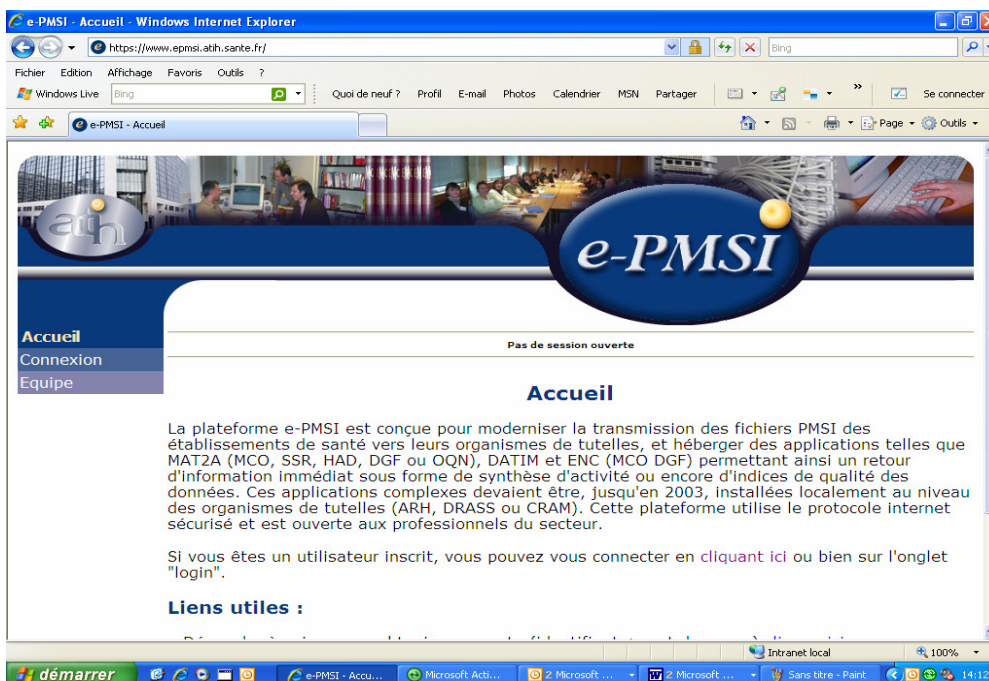 e-PMSI - Accueil - Windows Internet Explorer
https://www.epmsi.atih.sante.fr/
Bing
Fichier Edition Affichage Favoris Outils ?
Windows Live Bing Quoi de neuf ? Profil E-mail Photos Calendrier MSN Partager » Se connecter
e-PMSI - Accueil Page Outils
atih
e-PMSI
Accueil
Connexion
Equipe
Pas de session ouverte
Accueil
La plateforme e-PMSI est conçue pour moderniser la transmission des fichiers PMSI des
établissements de santé vers leurs organismes de tutelles, et héberger des applications telles que
MAT2A (MCO, SSR, HAD, DGF ou OQN), DATIM et ENC (MCO DGF) permettant ainsi un retour
d'information immédiat sous forme de synthèse d'activité ou encore d'indices de qualité des
données. Ces applications complexes devaient être, jusqu'en 2003, installées localement au niveau
des organismes de tutelles (ARH, DRASS ou CRAM). Cette plateforme utilise le protocole internet
sécurisé et est ouverte aux professionnels du secteur.
Si vous êtes un utilisateur inscrit, vous pouvez vous connecter en cliquant ici ou bien sur l'onglet
"login".
Liens utiles :
Intranet local 100%
démarrer e-PMSI - Accu... Microsoft Acti... 2 Microsoft ... 2 Microsoft ... Sans titre - Paint 14:12